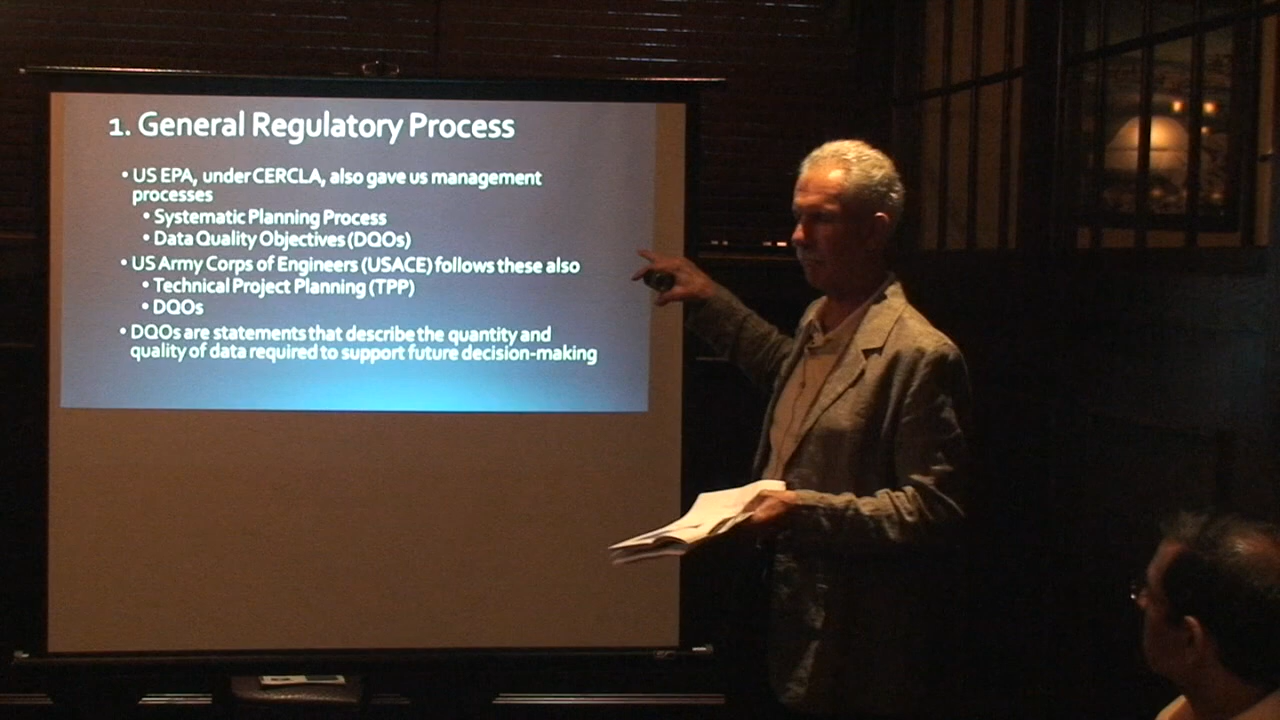 1. General Regulatory Process
• US EPA, under CERCLA, also gave us management
processes
• Systematic Planning Process
• Data Quality Objectives (DQOs)
• US Army Corps of Engineers (USACE) follows these also
• Technical Project Planning (TPP)
• DQOs
• DQOs are statements that describe the quantity and
quality of data required to support future decision-making